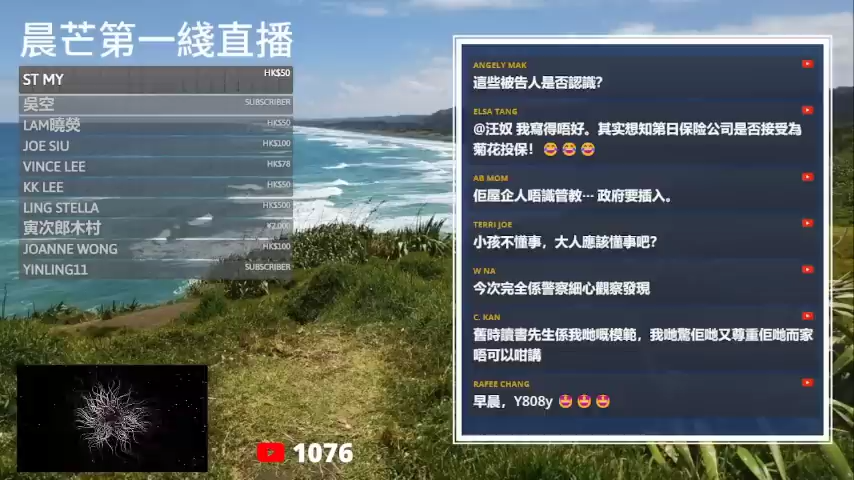 晨芒第一綫直播
ST MY HK$50
吳空 SUBSCRIBER
LAM曉熒 HK$50
JOE SIU HK$100
VINCE LEE HK$78
KK LEE HK$50
LING STELLA HK$500
寅次郎木村 ¥2,000
JOANNE WONG HK$100
YINLING11 SUBSCRIBER
1076
ANGELY MAK
這些被告人是否認識?
ELSA TANG
@汪奴 我寫得唔好。其实想知第日保險公司是否接受為
菊花投保! 🤩🤩🤩
AB MOM
佢屋企人唔識管教… 政府要插入。
TERRI JOE
小孩不懂事，大人應該懂事吧?
W NA
今次完全係警察細心觀察發現
C. KAN
舊時讀書先生係我哋嘅模範，我哋驚佢哋又尊重佢哋而家
唔可以咁講
RAFEE CHANG
早晨，Y808y 🤩🤩🤩